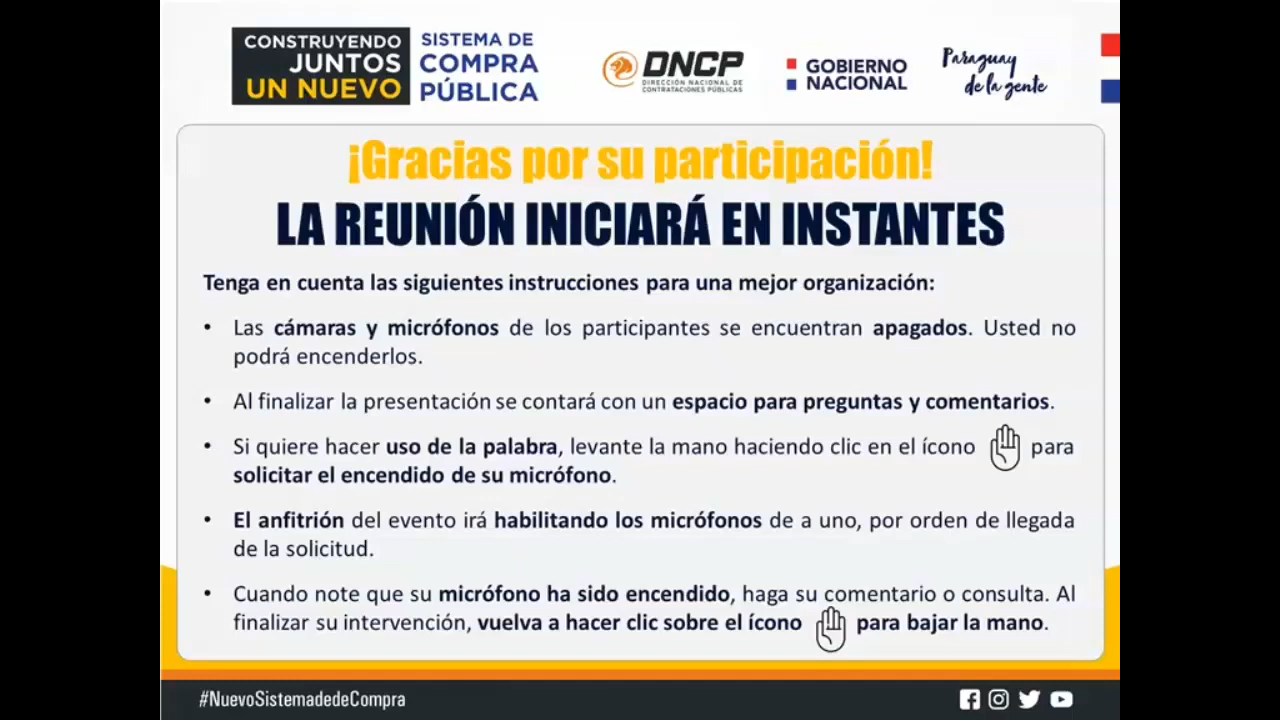 CONSTRUYENDO
JUNTOS
UN NUEVO
SISTEMA DE
COMPRA
PÚBLICA
DNCP
DIRECCIÓN NACIONAL DE
CONTRATACIONES PÚBLICAS
GOBIERNO
NACIONAL
Paraguay
de la gente
¡Gracias por su participación!
LA REUNIÓN INICIARÁ EN INSTANTES
Tenga en cuenta las siguientes instrucciones para una mejor organización:
• Las cámaras y micrófonos de los participantes se encuentran apagados. Usted no
podrá encenderlos.
• Al finalizar la presentación se contará con un espacio para preguntas y comentarios.
• Si quiere hacer uso de la palabra, levante la mano haciendo clic en el ícono para
solicitar el encendido de su micrófono.
• El anfitrión del evento irá habilitando los micrófonos de a uno, por orden de llegada
de la solicitud.
• Cuando note que su micrófono ha sido encendido, haga su comentario o consulta. Al
finalizar su intervención, vuelva a hacer clic sobre el ícono para bajar la mano.
#NuevoSistemadedeCompra